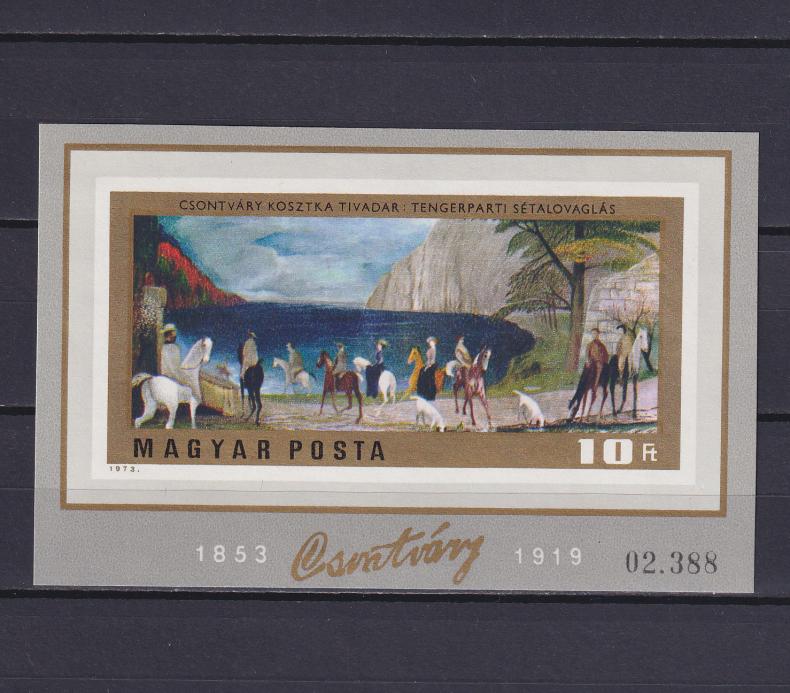 CSONTVÁRY KOSZTKA TIVADAR: TENGERPARTI SÉTALOVAGLÁS
MAGYAR POSTA 10 Ft
1973.
1853 Csontváry 1919 02.388